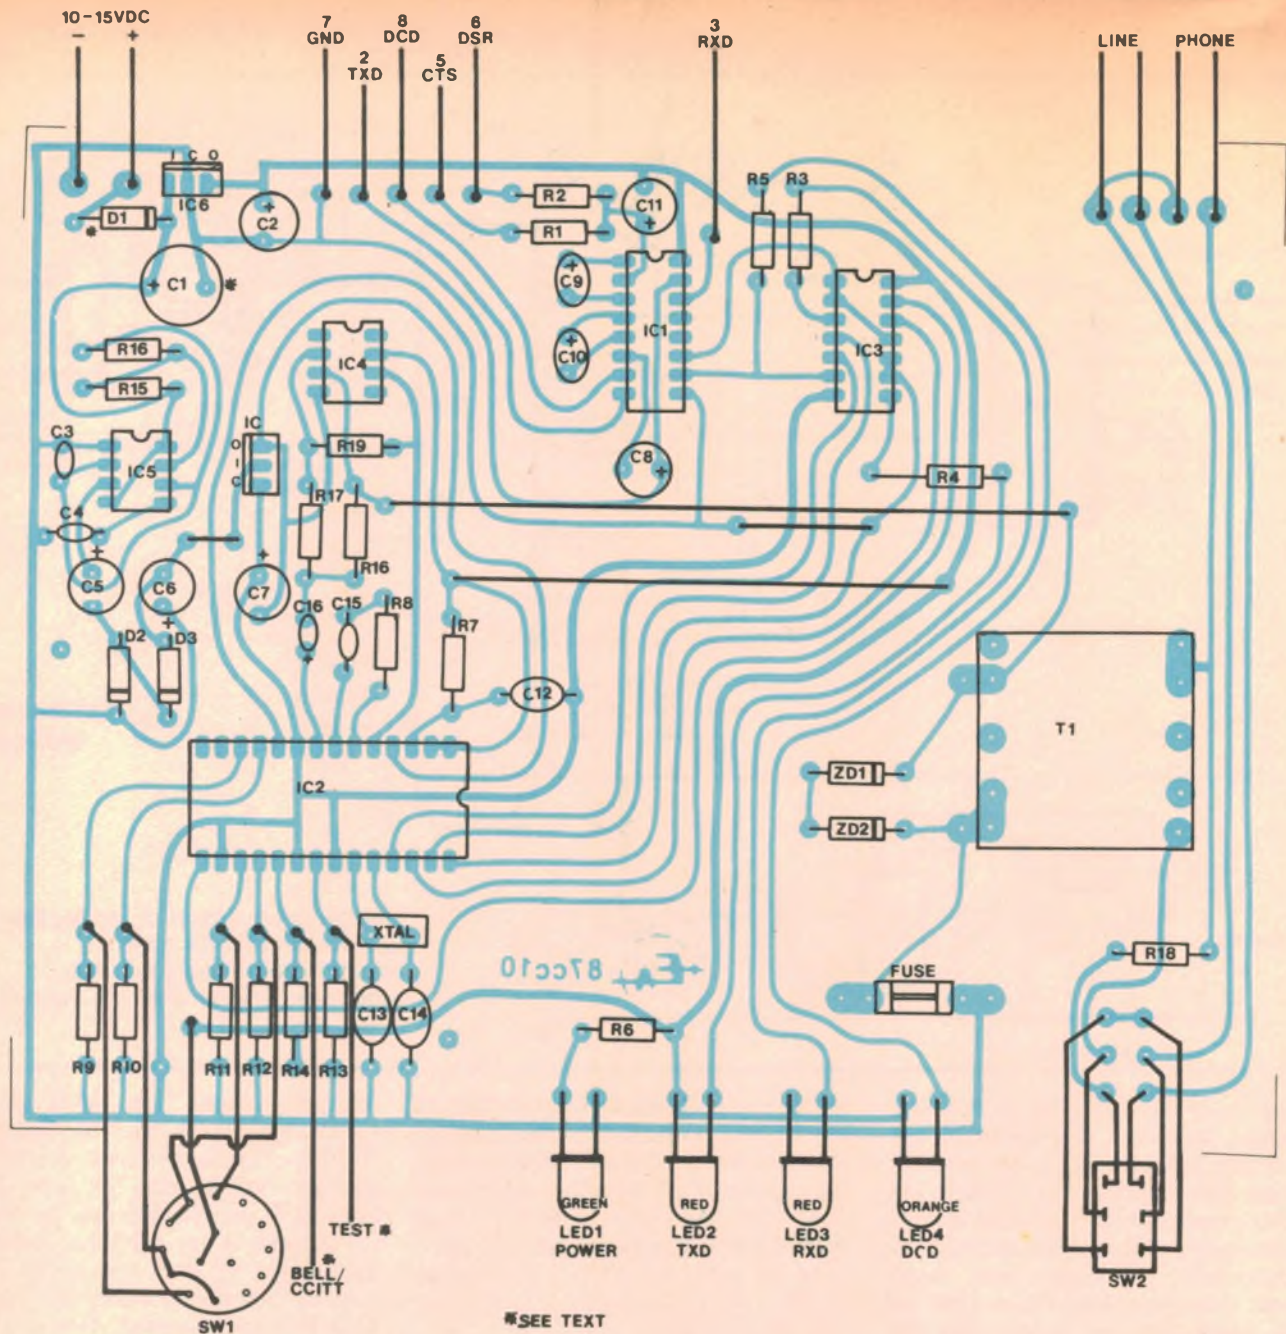 10-15VDC
- +
7
GND
2
TXD
8
DCD
5
CTS
6
DSR
3
RXD
LINE PHONE
I C O
IC6
D1
*
C2
C1
+
*
R2
R1
C11
R5 R3
C9
C10
IC1
IC3
R16
R15
IC4
C3
IC5
IC
O
I
C
R19
C8
R4
C4
R17
R16
C5
C6
C7
C16
C15
R8
R7
D2
D3
C12
T1
IC2
ZD1
ZD2
XTAL
87cc10
FUSE
R18
C13
C14
R6
R9
R10
R11
R12
R14
R13
GREEN
LED1
POWER
RED
LED2
TXD
RED
LED3
RXD
ORANGE
LED4
DCD
TEST *
*
BELL/
CCITT
SW1
SW2
*SEE TEXT